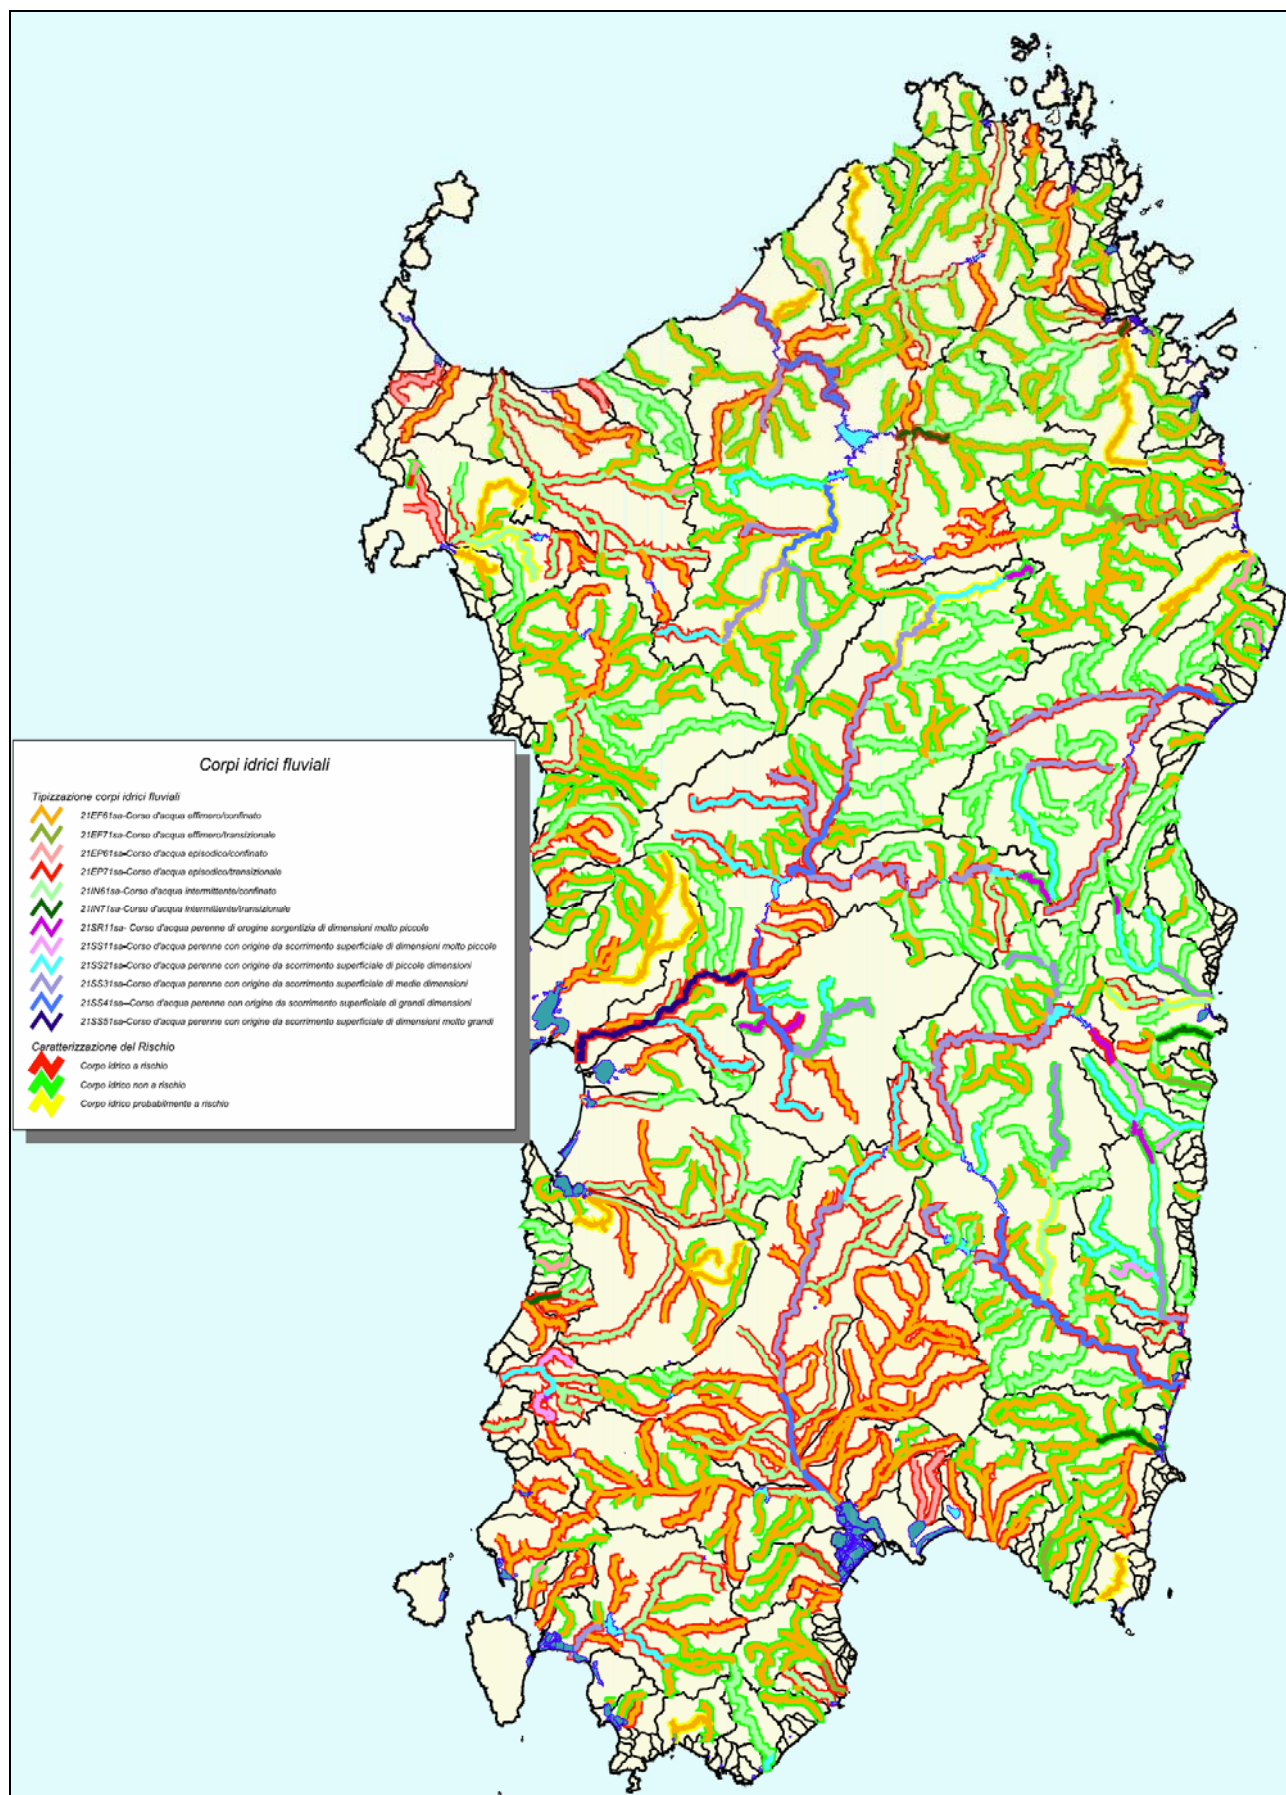 Corpi idrici fluviali
Tipizzazione corpi idrici fluviali
21EF61sa-Corso d'acqua effimero/confinato
21EF71sa-Corso d'acqua effimero/transizionale
21EP61sa-Corso d'acqua episodico/confinato
21EP71sa-Corso d'acqua episodico/transizionale
21IN61sa-Corso d'acqua intermittente/confinato
21IN71sa-Corso d'acqua intermittente/transizionale
21SR11sa- Corso d'acqua perenne di orogine sorgentizia di dimensioni molto piccole
21SS11sa-Corso d'acqua perenne con origine da scorrimento superficiale di dimensioni molto piccole
21SS21sa-Corso d'acqua perenne con origine da scorrimento superficiale di piccole dimensioni
21SS31sa-Corso d'acqua perenne con origine da scorrimento superficiale di medie dimensioni
21SS41sa-Corso d'acqua perenne con origine da scorrimento superficiale di grandi dimensioni
21SS51sa-Corso d'acqua perenne con origine da scorrimento superficiale di dimensioni molto grandi
Caratterizzazione del Rischio
Corpo idrico a rischio
Corpo idrico non a rischio
Corpo idrico probabilmente a rischio